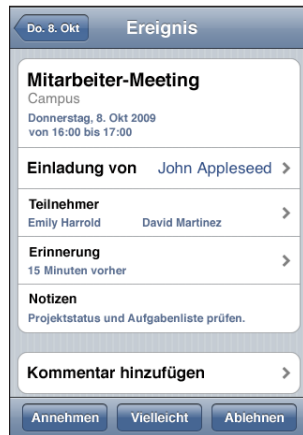 Do. 8. Okt
Ereignis
Mitarbeiter-Meeting
Campus
Donnerstag, 8. Okt 2009
von 16:00 bis 17:00
Einladung von John Appleseed
Teilnehmer
Emily Harrold David Martinez
Erinnerung
15 Minuten vorher
Notizen
Projektstatus und Aufgabenliste prüfen.
Kommentar hinzufügen
Annehmen Vielleicht Ablehnen